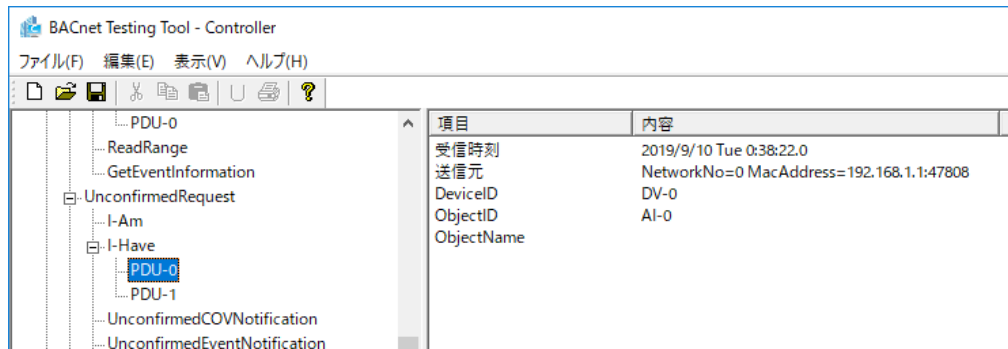 BACnet Testing Tool - Controller
ファイル(F) 編集(E) 表示(V) ヘルプ(H)
PDU-0
ReadRange
GetEventInformation
UnconfirmedRequest
I-Am
I-Have
PDU-0
PDU-1
UnconfirmedCOVNotification
UnconfirmedEventNotification
項目 内容
受信時刻 2019/9/10 Tue 0:38:22.0
送信元 NetworkNo=0 MacAddress=192.168.1.1:47808
DeviceID DV-0
ObjectID AI-0
ObjectName